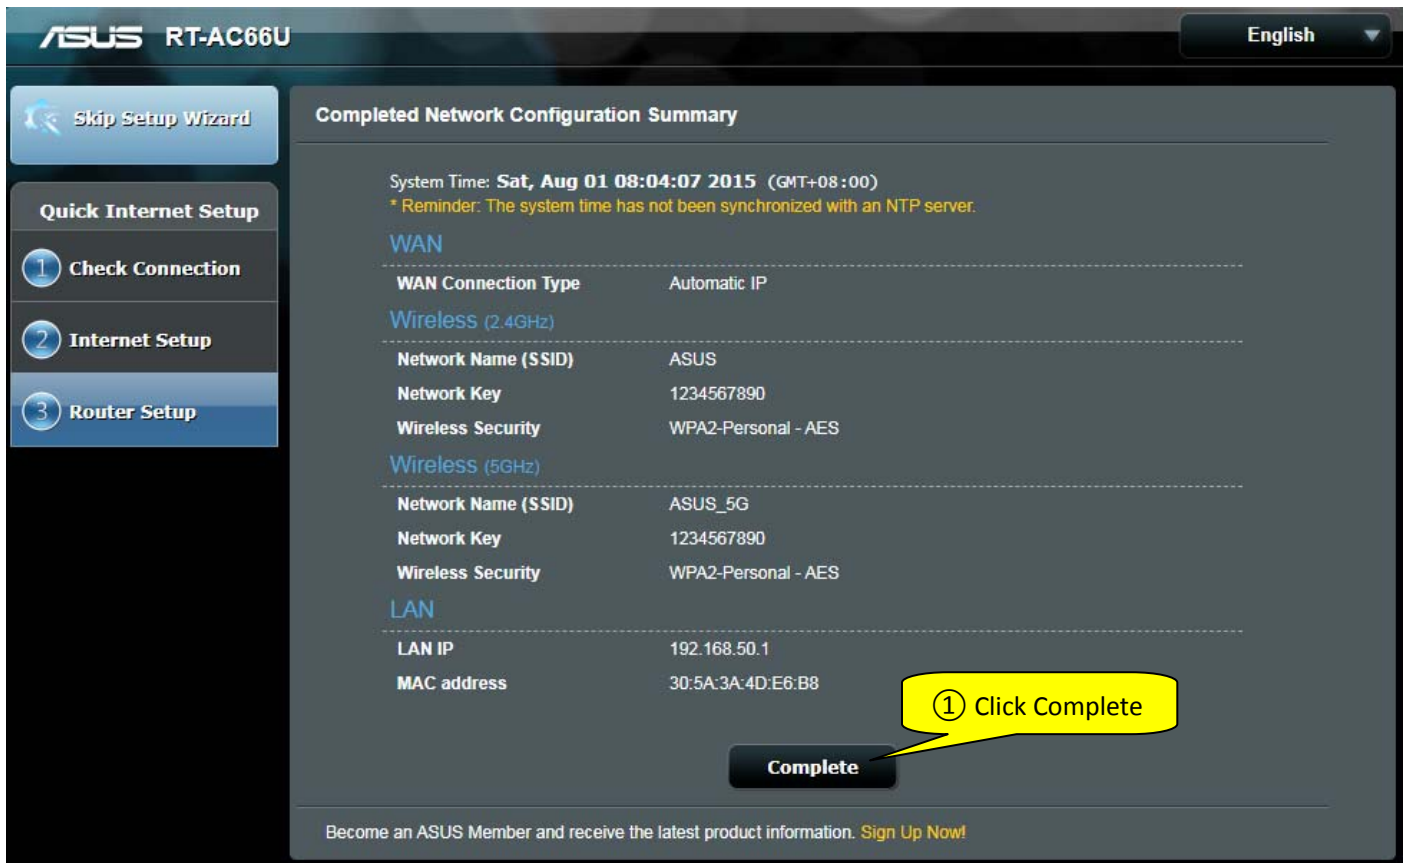 ASUS RT-AC66U
English
Skip Setup Wizard
Quick Internet Setup
1 Check Connection
2 Internet Setup
3 Router Setup
Completed Network Configuration Summary
System Time: Sat, Aug 01 08:04:07 2015 (GMT+08:00)
* Reminder: The system time has not been synchronized with an NTP server.
WAN
WAN Connection Type Automatic IP
Wireless (2.4GHz)
Network Name (SSID) ASUS
Network Key 1234567890
Wireless Security WPA2-Personal - AES
Wireless (5GHz)
Network Name (SSID) ASUS_5G
Network Key 1234567890
Wireless Security WPA2-Personal - AES
LAN
LAN IP 192.168.50.1
MAC address 30:5A:3A:4D:E6:B8
① Click Complete
Complete
Become an ASUS Member and receive the latest product information. Sign Up Now!